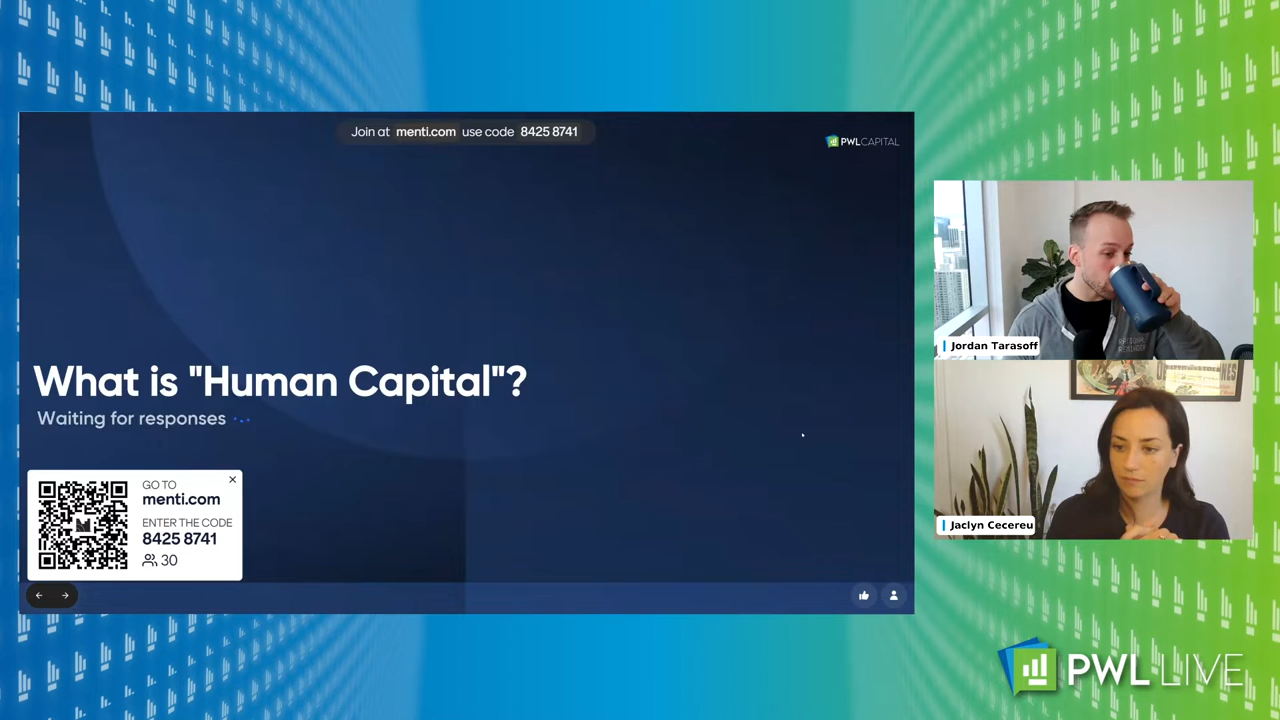 Join at menti.com use code 8425 8741
PWLCAPITAL
What is "Human Capital"?
Waiting for responses
GO TO
menti.com
ENTER THE CODE
8425 8741
30
Jordan Tarasoff
Jaclyn Cecereu
PWL LIVE